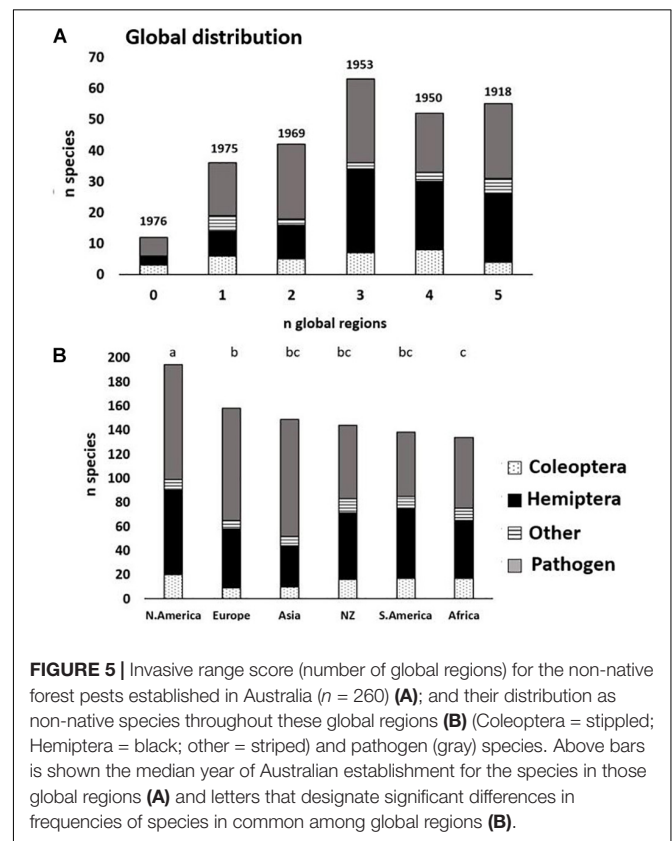 A
Global distribution
70
60
50
40
30
20
10
0
n species
1976
1975
1969
1953
1950
1918
0 1 2 3 4 5
n global regions
B
200
180
160
140
120
100
80
60
40
20
0
n species
a b bc bc bc c
N.America Europe Asia NZ S.America Africa
Coleoptera
Hemiptera
Other
Pathogen
FIGURE 5 | Invasive range score (number of global regions) for the non-native
forest pests established in Australia (n = 260) (A); and their distribution as
non-native species throughout these global regions (B) (Coleoptera = stippled;
Hemiptera = black; other = striped) and pathogen (gray) species. Above bars
is shown the median year of Australian establishment for the species in those
global regions (A) and letters that designate significant differences in
frequencies of species in common among global regions (B).